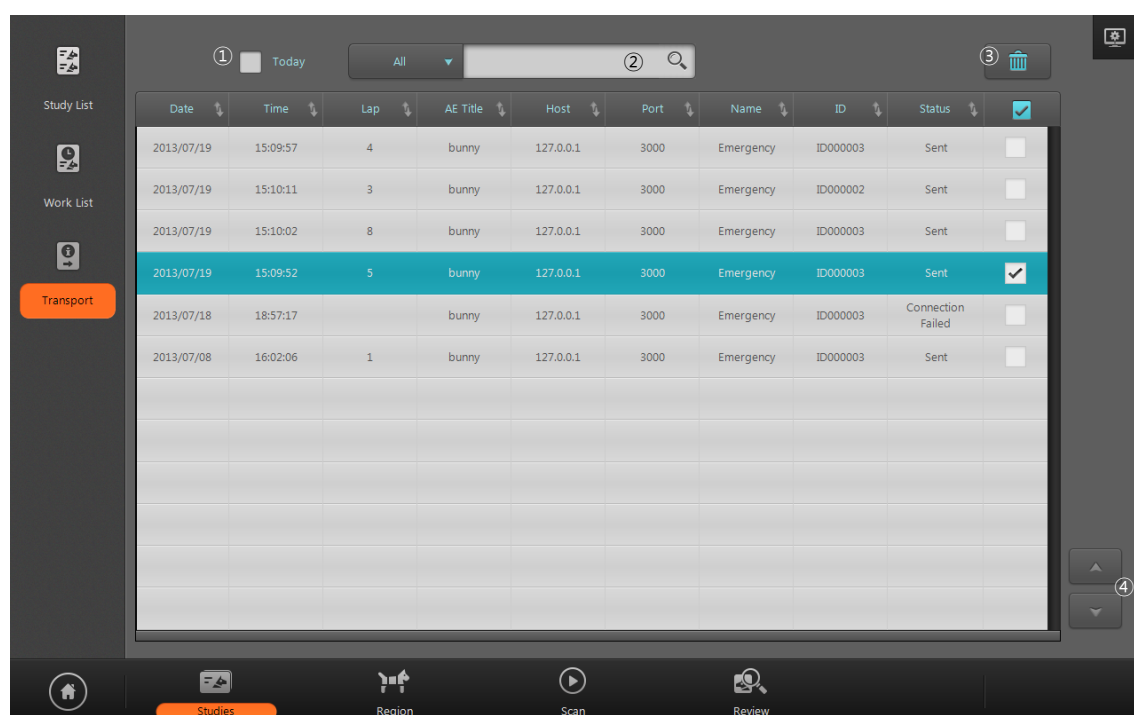 ① Today All ② ③
Study List
Date Time Lap AE Title Host Port Name ID Status
2013/07/19 15:09:57 4 bunny 127.0.0.1 3000 Emergency ID000003 Sent
2013/07/19 15:10:11 3 bunny 127.0.0.1 3000 Emergency ID000002 Sent
Work List
2013/07/19 15:10:02 8 bunny 127.0.0.1 3000 Emergency ID000003 Sent
2013/07/19 15:09:52 5 bunny 127.0.0.1 3000 Emergency ID000003 Sent
Transport
2013/07/18 18:57:17 bunny 127.0.0.1 3000 Emergency ID000003 Connection
Failed
2013/07/08 16:02:06 1 bunny 127.0.0.1 3000 Emergency ID000003 Sent
④
Studies Region Scan Review